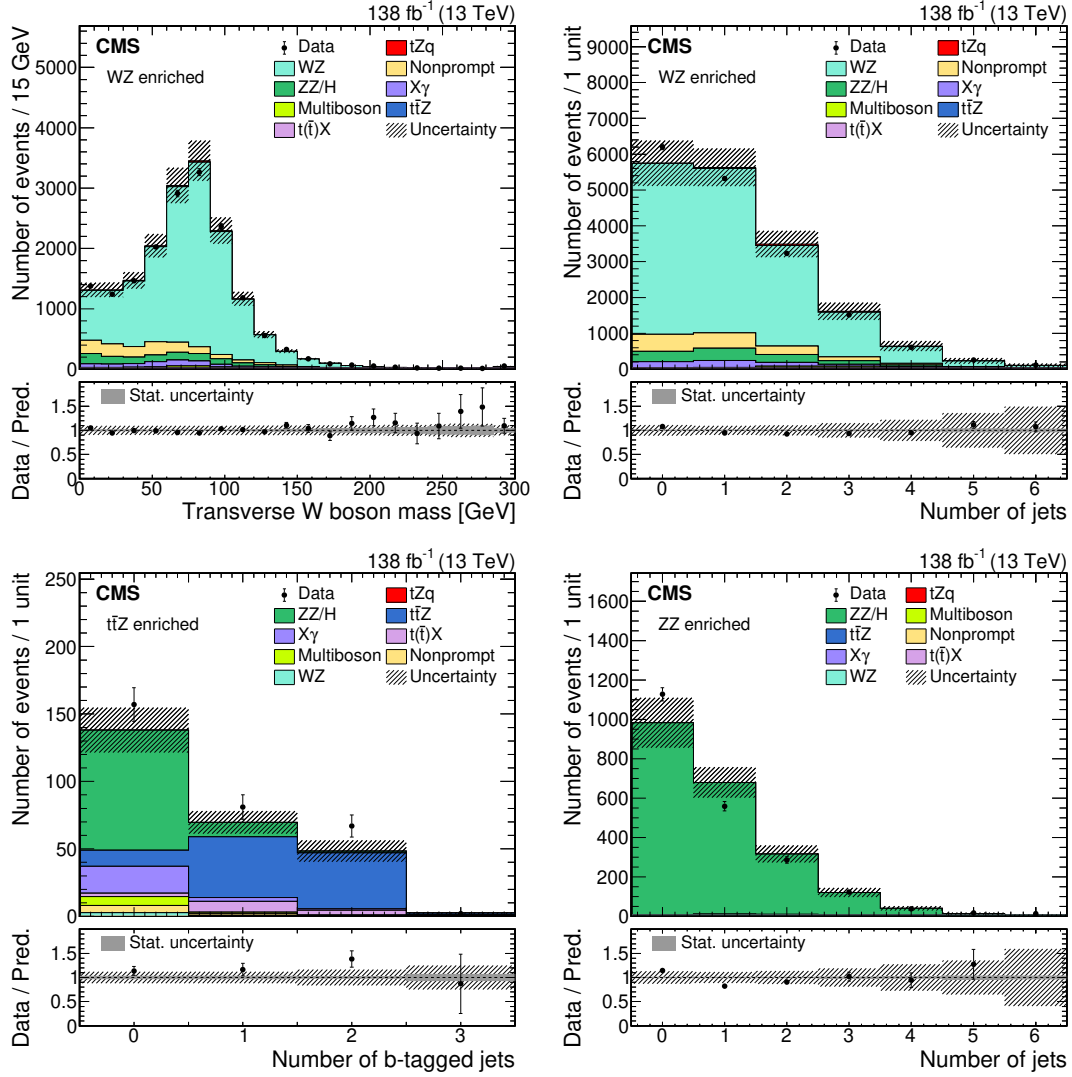 138 fb⁻¹ (13 TeV)
CMS
WZ enriched
Data
WZ
ZZ/H
Multiboson
t(t̄)X
tZq
Nonprompt
Xγ
tt̄Z
Uncertainty
Number of events / 15 GeV
5000
4000
3000
2000
1000
0
Stat. uncertainty
Data / Pred.
1.5
1
0.5
0
50 100 150 200 250 300
Transverse W boson mass [GeV]
138 fb⁻¹ (13 TeV)
CMS
WZ enriched
Data
WZ
ZZ/H
Multiboson
t(t̄)X
tZq
Nonprompt
Xγ
tt̄Z
Uncertainty
Number of events / 1 unit
9000
8000
7000
6000
5000
4000
3000
2000
1000
0
Stat. uncertainty
Data / Pred.
1.5
1
0.5
0
0 1 2 3 4 5 6
Number of jets
138 fb⁻¹ (13 TeV)
CMS
tt̄Z enriched
Data
ZZ/H
Xγ
Multiboson
WZ
tZq
tt̄Z
t(t̄)X
Nonprompt
Uncertainty
Number of events / 1 unit
250
200
150
100
50
0
Stat. uncertainty
Data / Pred.
1.5
1
0.5
0
0 1 2 3
Number of b-tagged jets
138 fb⁻¹ (13 TeV)
CMS
ZZ enriched
Data
ZZ/H
tt̄Z
Xγ
WZ
tZq
Multiboson
Nonprompt
t(t̄)X
Uncertainty
Number of events / 1 unit
1600
1400
1200
1000
800
600
400
200
0
Stat. uncertainty
Data / Pred.
1.5
1
0.5
0
0 1 2 3 4 5 6
Number of jets